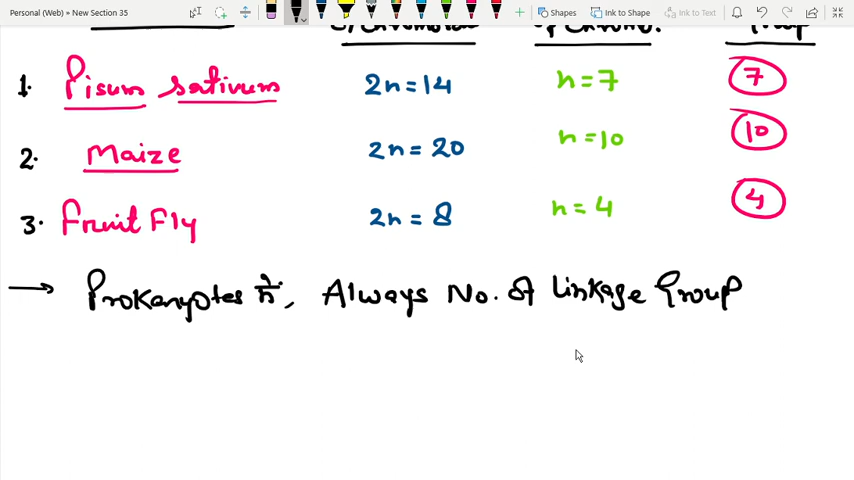 Personal (Web) » New Section 35
Shapes
Ink to Shape
Ink to Text
1. Pisum sativum 2n = 14 n = 7 7
2. Maize 2n = 20 n = 10 10
3. Fruit Fly 2n = 8 n = 4 4
→ Prokaryotes में, Always No. of Linkage Group